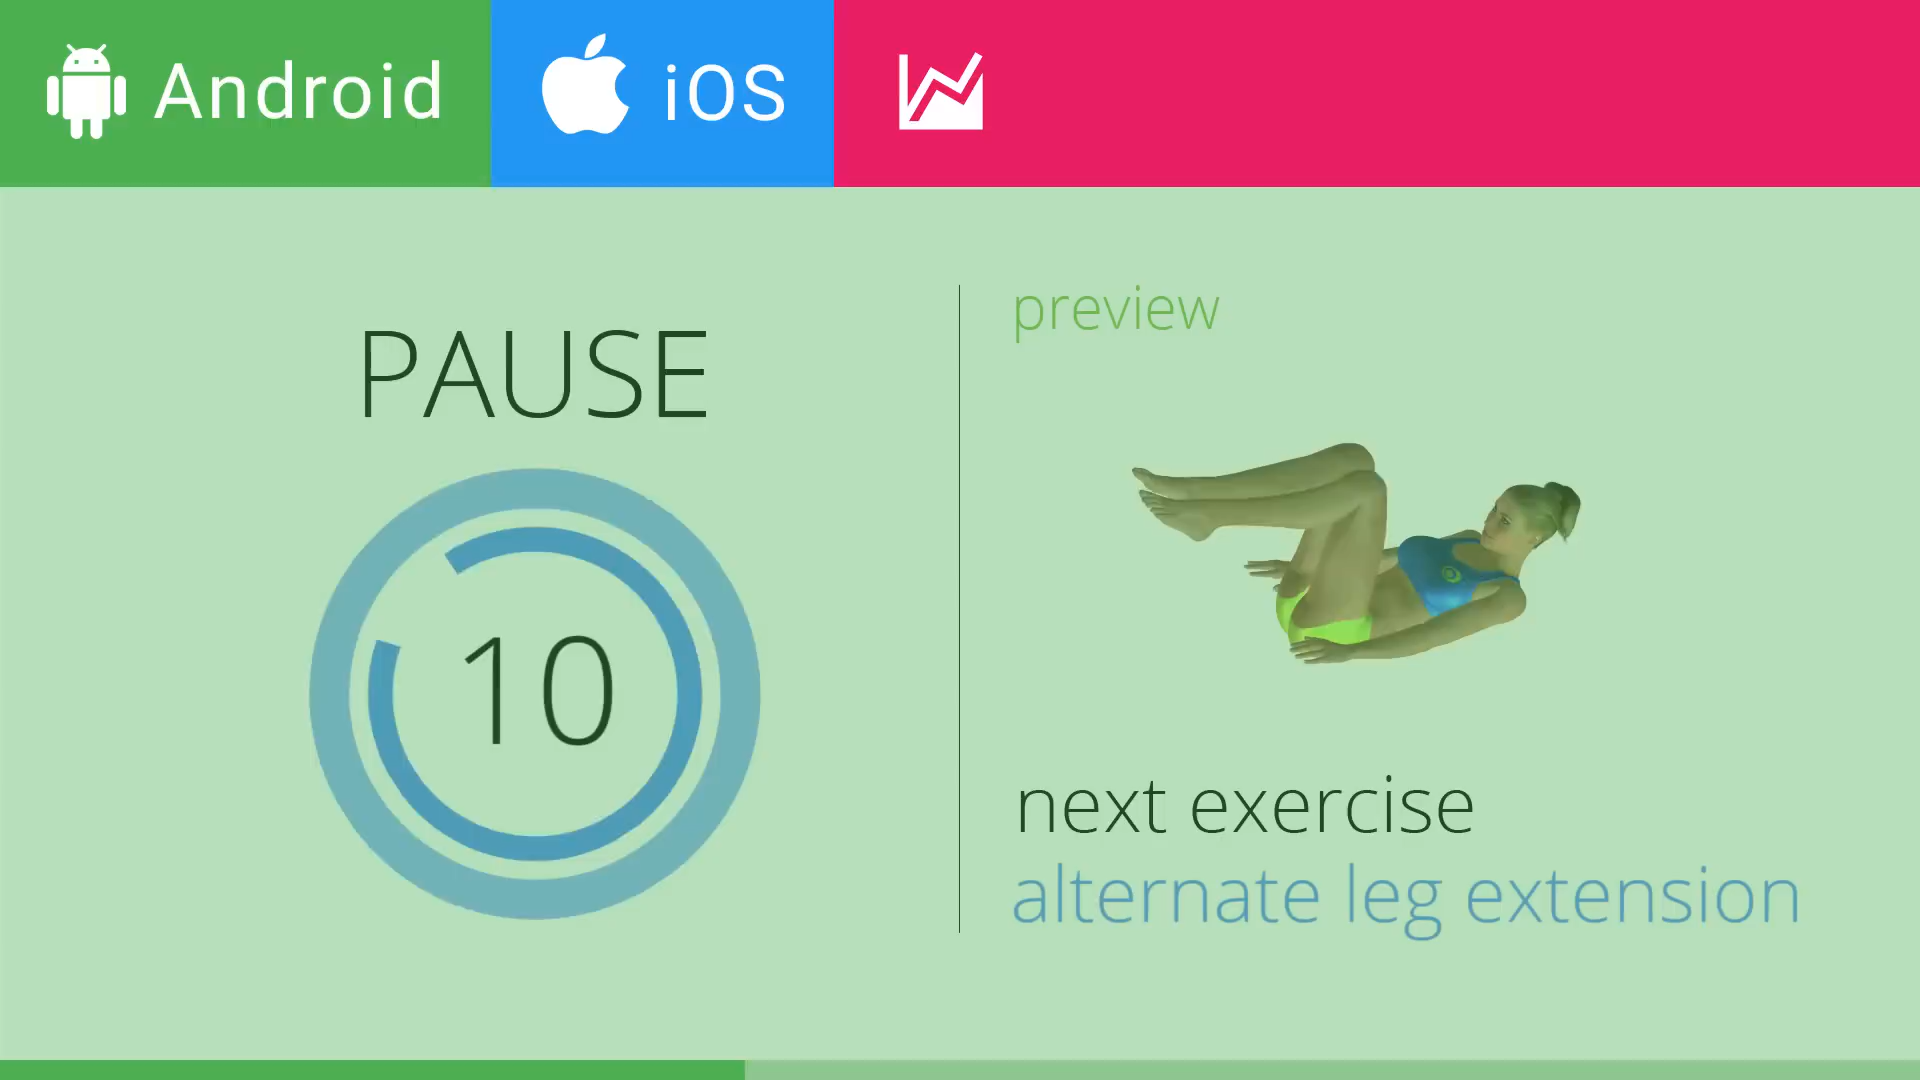 Android
iOS
PAUSE
10
preview
next exercise
alternate leg extension